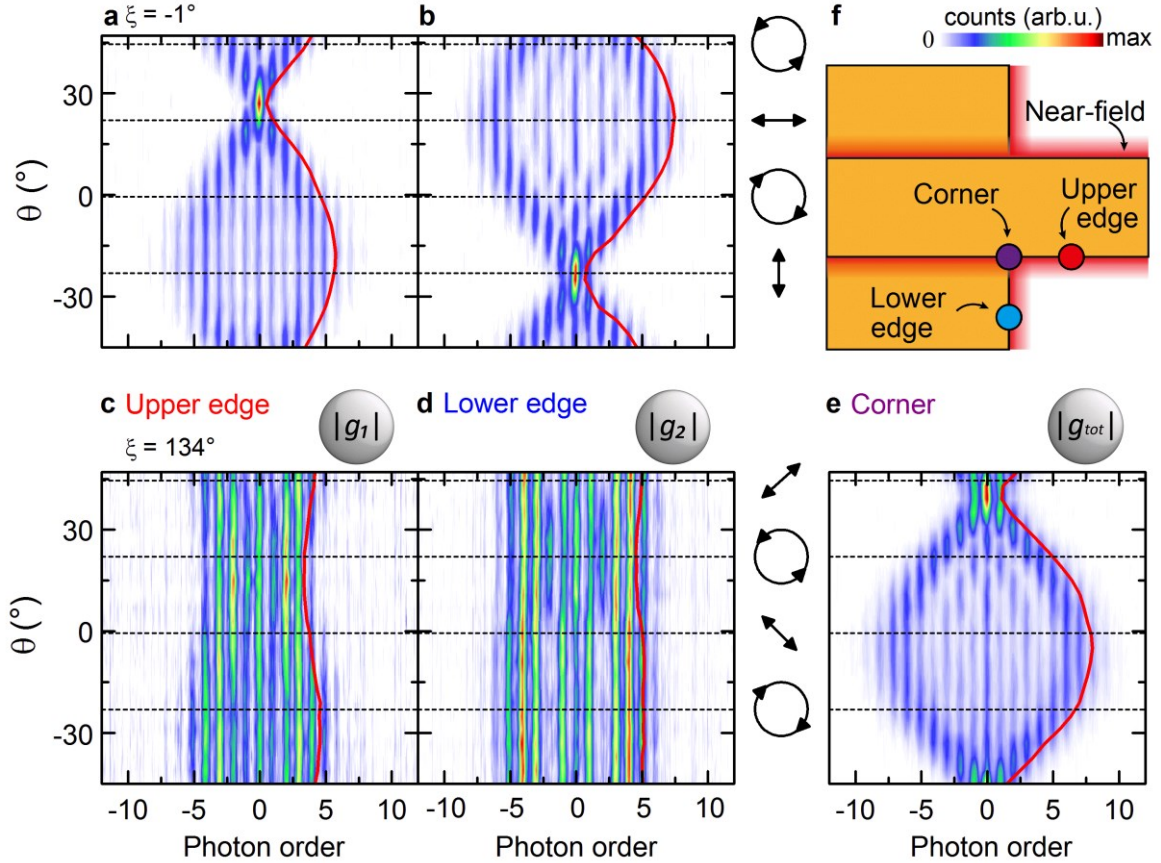 a ξ = -1°
b
f
counts (arb.u.)
0 max
Near-field
Corner
Upper
edge
Lower
edge
30
0
-30
θ (°)
c Upper edge
|g1|
ξ = 134°
d Lower edge
|g2|
e Corner
|gtot|
30
0
-30
θ (°)
-10 -5 0 5 10
-10 -5 0 5 10
-10 -5 0 5 10
Photon order
Photon order
Photon order